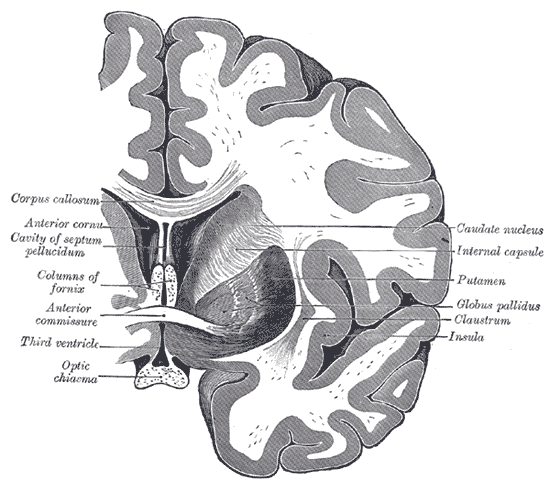 Corpus callosum
Anterior cornu
Cavity of septum
pellucidum
Columns of
fornix
Anterior
commissure
Third ventricle
Optic
chiasma
Caudate nucleus
Internal capsule
Putamen
Globus pallidus
Claustrum
Insula